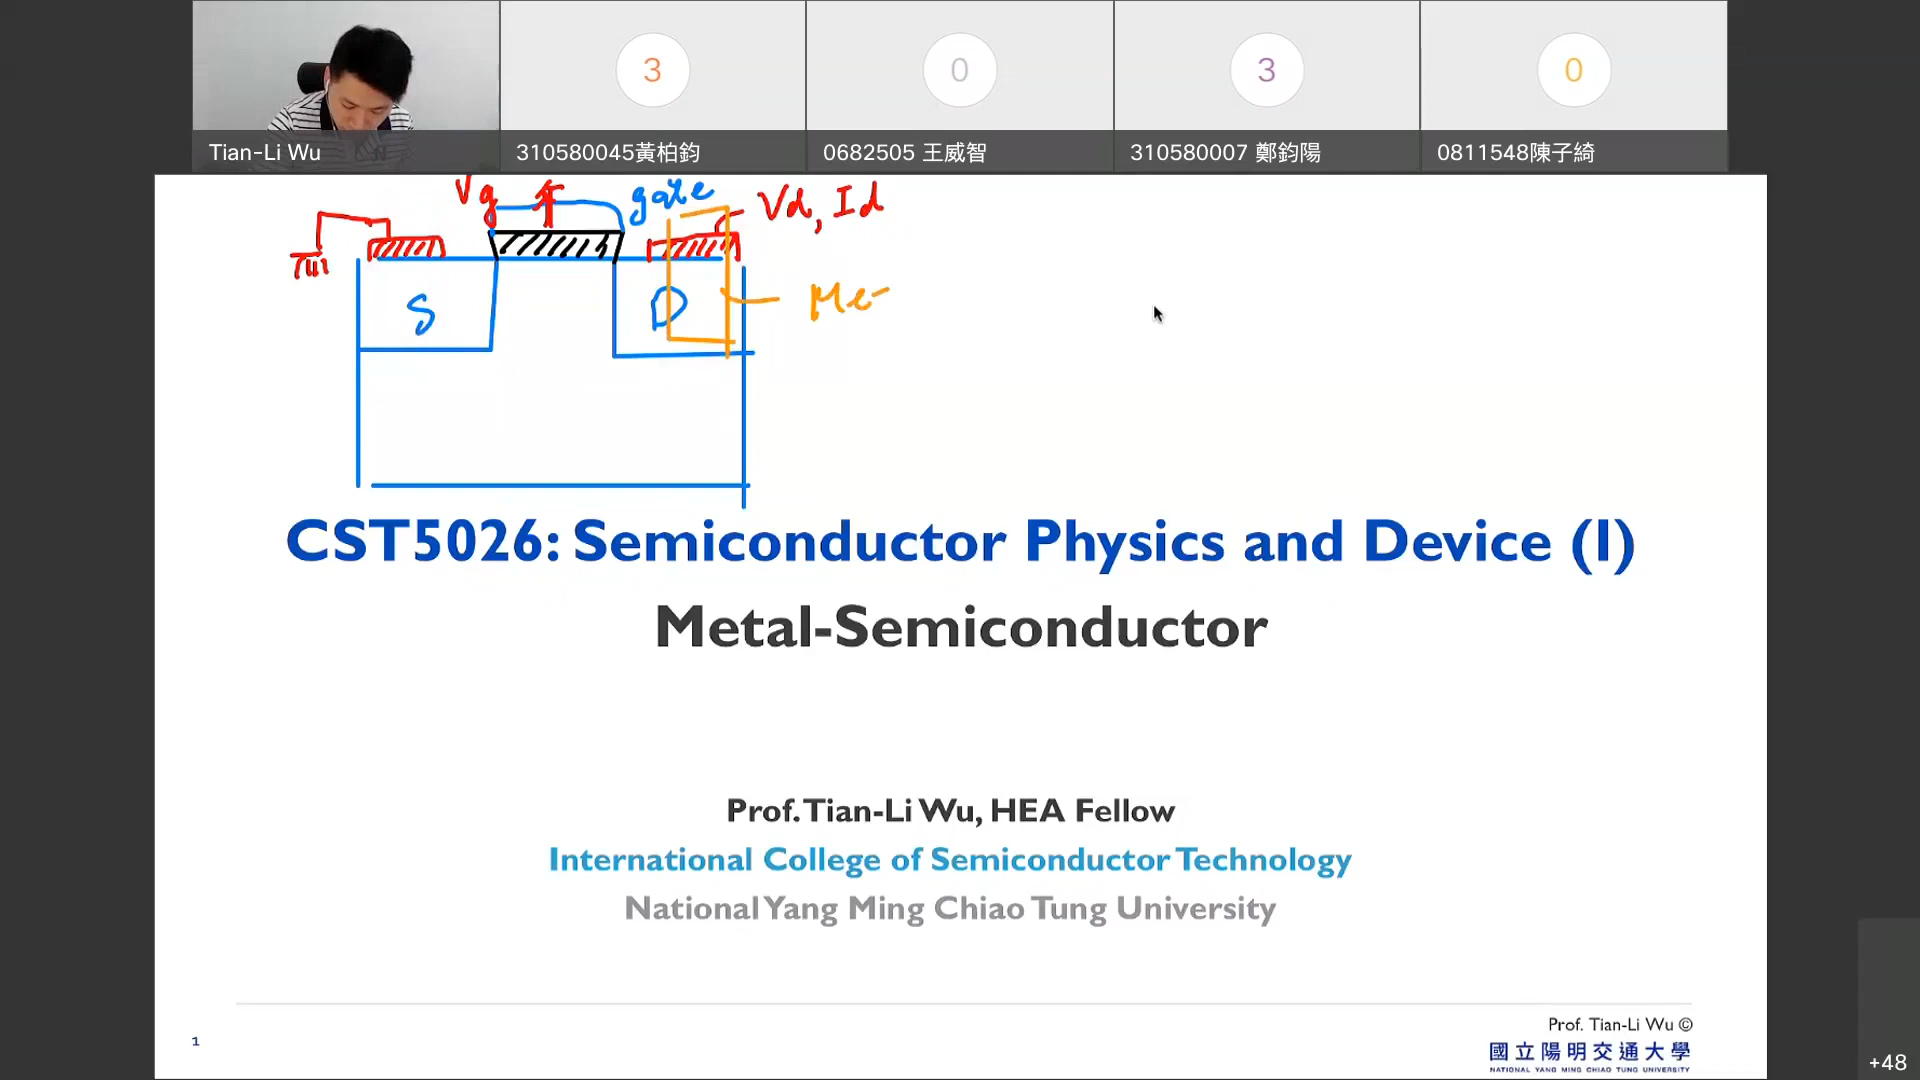 3
0
3
0
Tian-Li Wu
310580045黃柏鈞
0682505 王威智
310580007 鄭鈞陽
0811548陳子綺
Vg
gate
Vd, Id
S
D
Me
CST5026: Semiconductor Physics and Device (I)
Metal-Semiconductor
Prof. Tian-Li Wu, HEA Fellow
International College of Semiconductor Technology
National Yang Ming Chiao Tung University
Prof. Tian-Li Wu ©
1
國立陽明交通大學
NATIONAL YANG MING CHIAO TUNG UNIVERSITY
+48